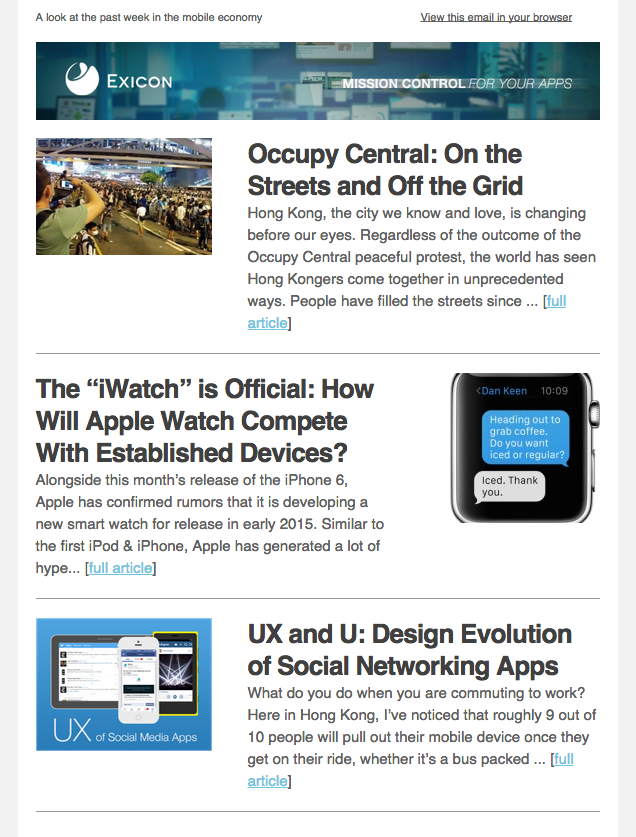 A look at the past week in the mobile economy
View this email in your browser
EXICON
MISSION CONTROL FOR YOUR APPS
Occupy Central: On the
Streets and Off the Grid
Hong Kong, the city we know and love, is changing
before our eyes. Regardless of the outcome of the
Occupy Central peaceful protest, the world has seen
Hong Kongers come together in unprecedented
ways. People have filled the streets since ... [full
article]
The “iWatch” is Official: How
Will Apple Watch Compete
With Established Devices?
Alongside this month’s release of the iPhone 6,
Apple has confirmed rumors that it is developing a
new smart watch for release in early 2015. Similar to
the first iPod & iPhone, Apple has generated a lot of
hype... [full article]
<Dan Keen 10:09
Heading out to
grab coffee.
Do you want
iced or regular?
Iced. Thank
you.
UX of Social Media Apps
UX and U: Design Evolution
of Social Networking Apps
What do you do when you are commuting to work?
Here in Hong Kong, I’ve noticed that roughly 9 out of
10 people will pull out their mobile device once they
get on their ride, whether it’s a bus packed ... [full
article]